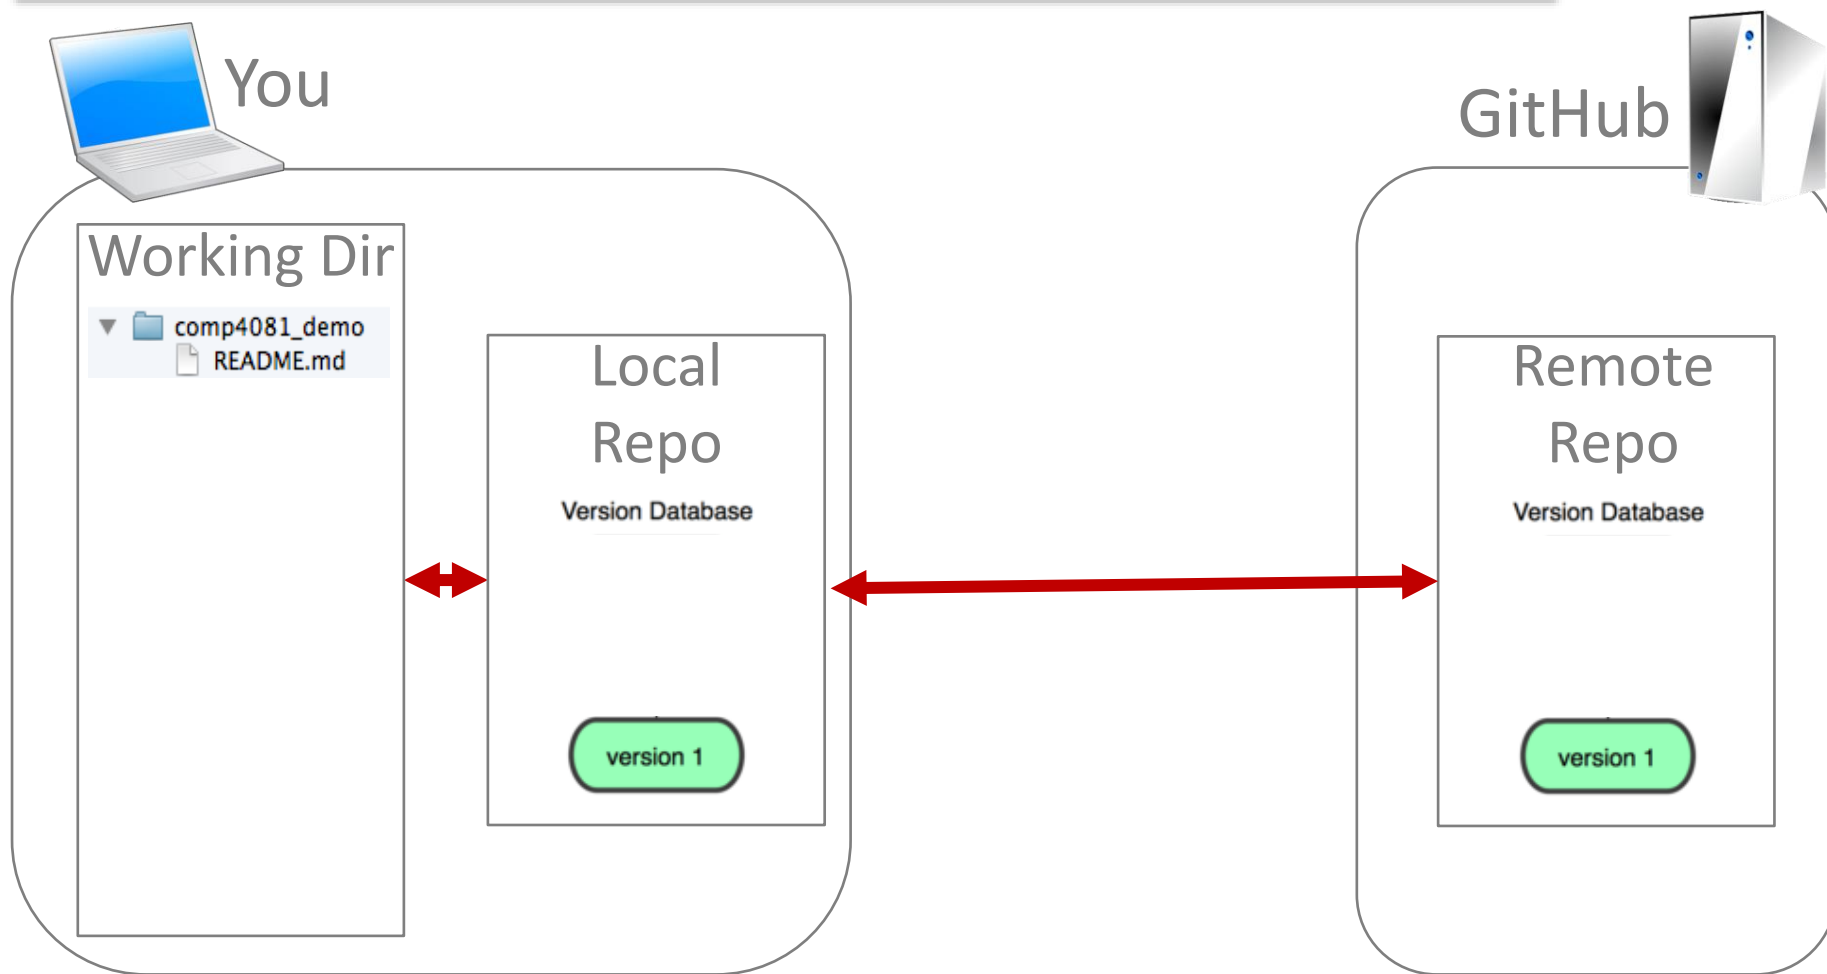 You
GitHub
Working Dir
comp4081_demo
README.md
Local
Repo
Version Database
version 1
Remote
Repo
Version Database
version 1